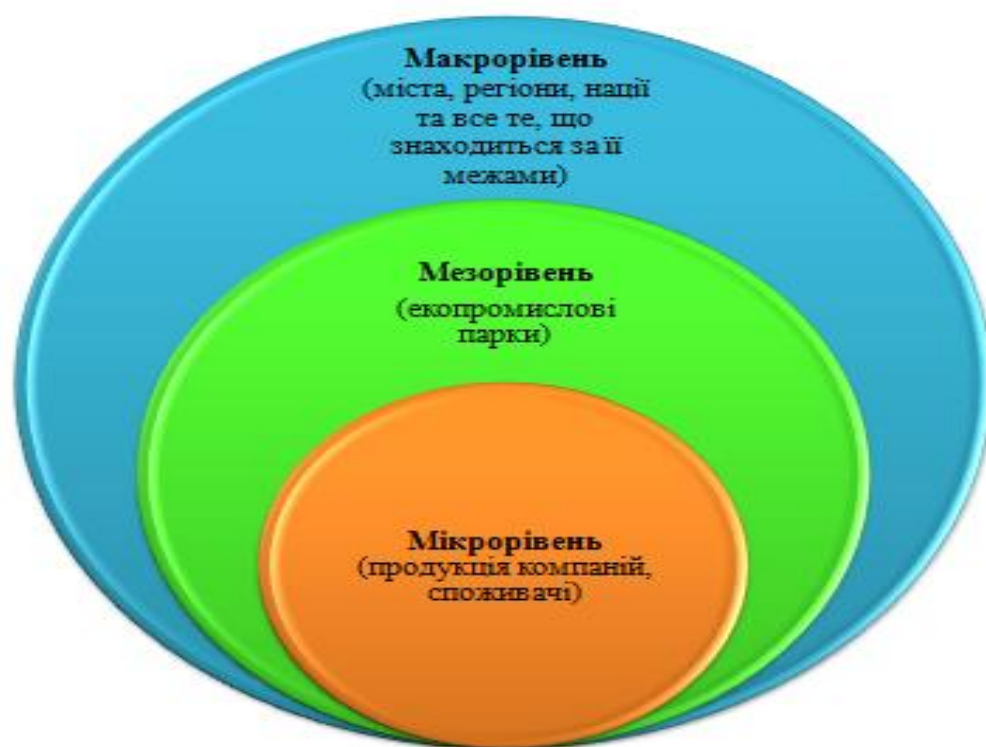 Макрорівень
(міста, регіони, нації
та все те, що
знаходиться за її
межами)
Мезорівень
(екопромислові
парки)
Мікрорівень
(продукція компаній,
споживачі)